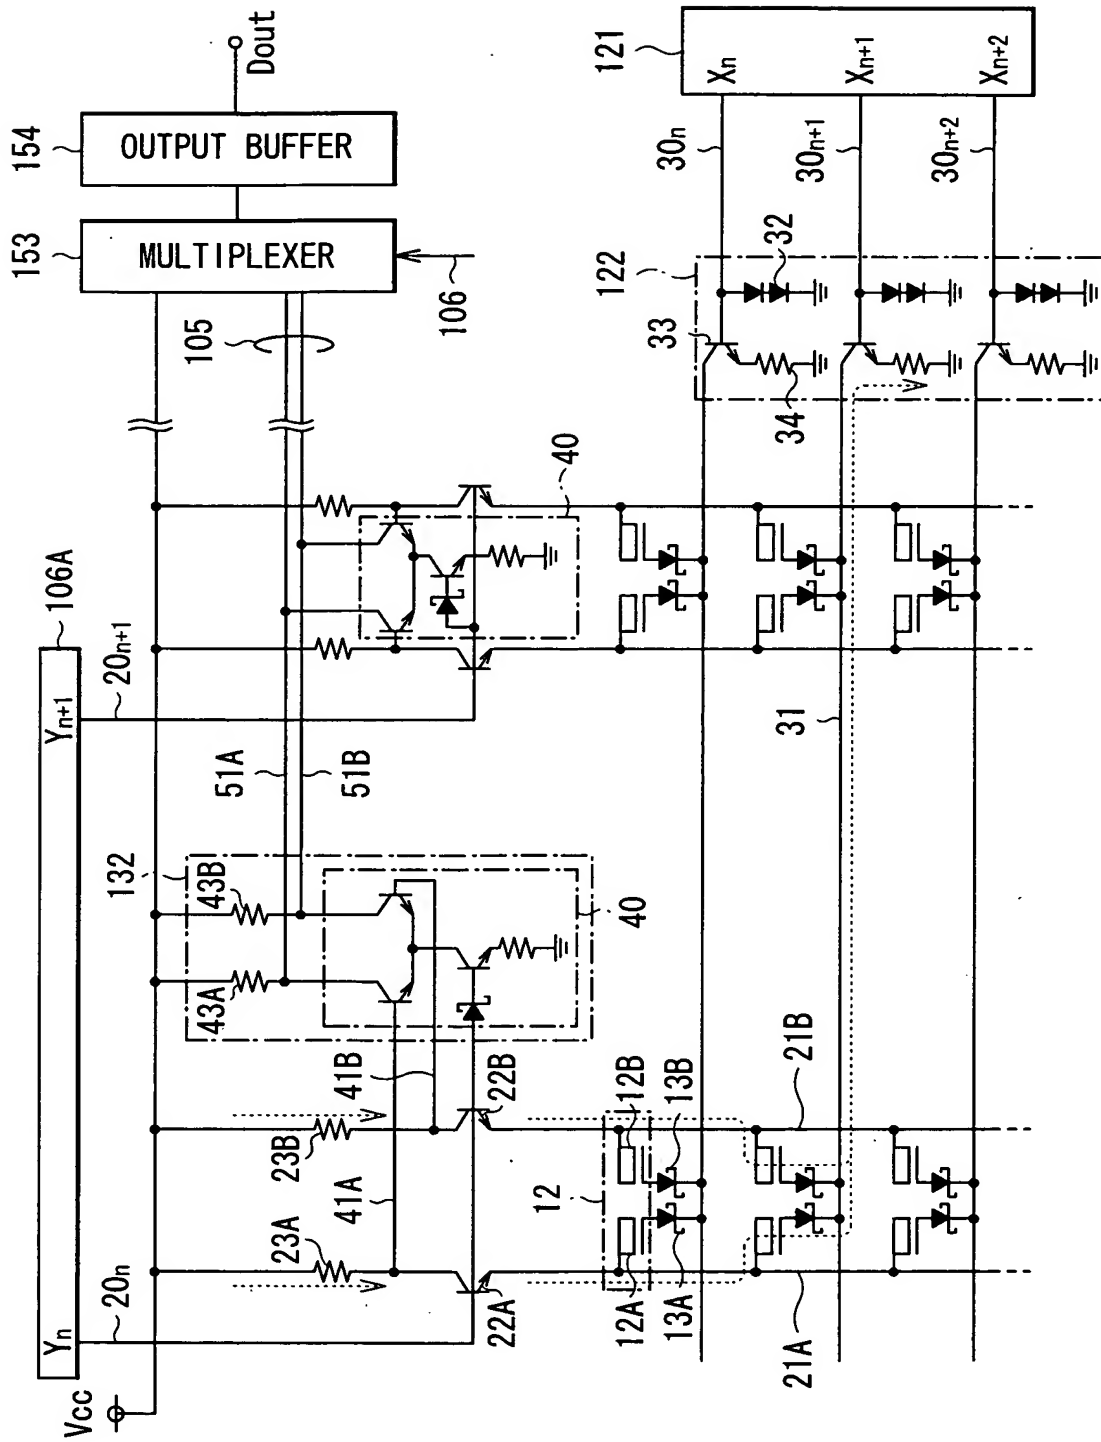 Vcc
Yn
Yn+1
106A
20n
20n+1
23A
23B
41A
41B
22A
22B
132
43A
43B
40
51A
51B
40
105
153
MULTIPLEXER
106
154
OUTPUT BUFFER
Dout
12
12A
12B
13A
13B
21A
21B
31
122
33
32
34
30n
30n+1
30n+2
121
Xn
Xn+1
Xn+2